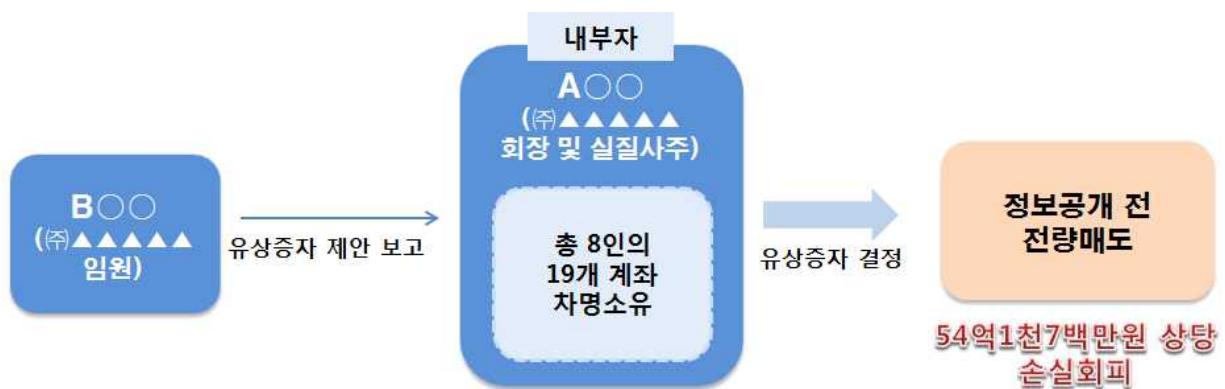 내부자
A○○
(㈜▲▲▲▲▲
회장 및 실질사주)
B○○
(㈜▲▲▲▲▲
임원)
유상증자 제안 보고
총 8인의
19개 계좌
차명소유
유상증자 결정
정보공개 전
전량매도
54억1천7백만원 상당
손실회피